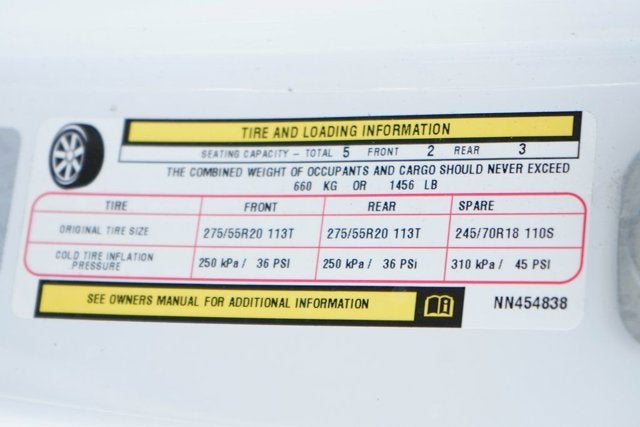 TIRE AND LOADING INFORMATION
SEATING CAPACITY - TOTAL 5 FRONT 2 REAR 3
THE COMBINED WEIGHT OF OCCUPANTS AND CARGO SHOULD NEVER EXCEED
660 KG OR 1456 LB
TIRE FRONT REAR SPARE
ORIGINAL TIRE SIZE 275/55R20 113T 275/55R20 113T 245/70R18 110S
COLD TIRE INFLATION
PRESSURE 250 kPa / 36 PSI 250 kPa / 36 PSI 310 kPa / 45 PSI
SEE OWNERS MANUAL FOR ADDITIONAL INFORMATION
NN454838